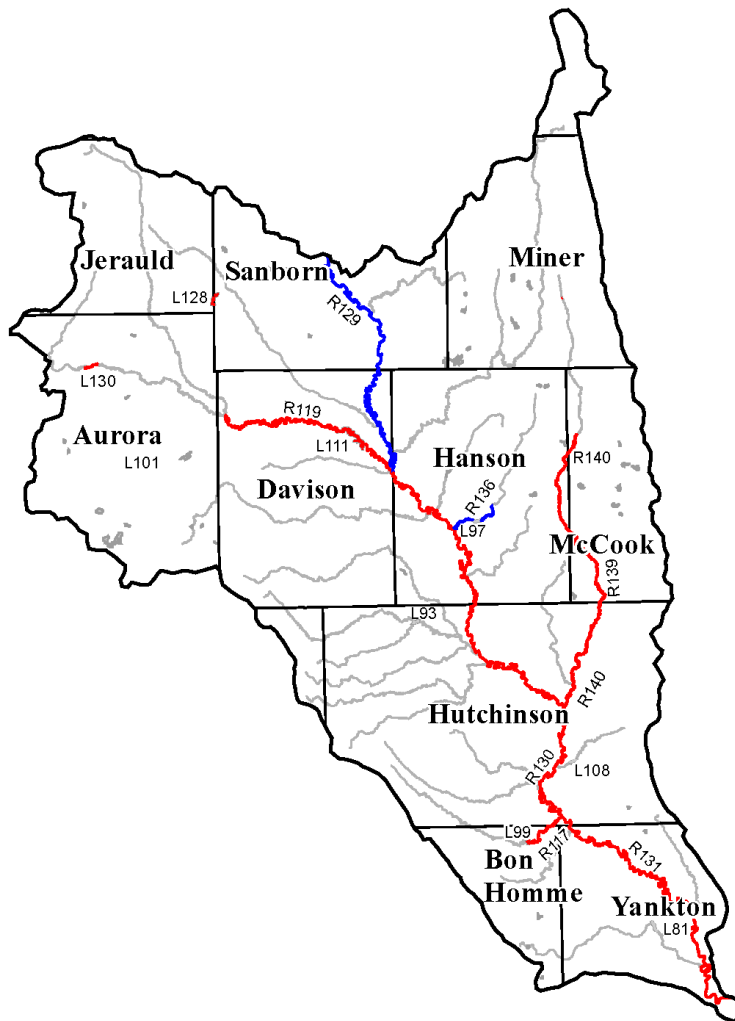 Jerauld
Sanborn
Miner
L128
R129
L130
R119
Aurora
L111
L101
Hanson
R140
Davison
R136
L97
McCook
R139
L93
R140
Hutchinson
R130
L108
L99
R117
Bon
Homme
R131
Yankton
L81